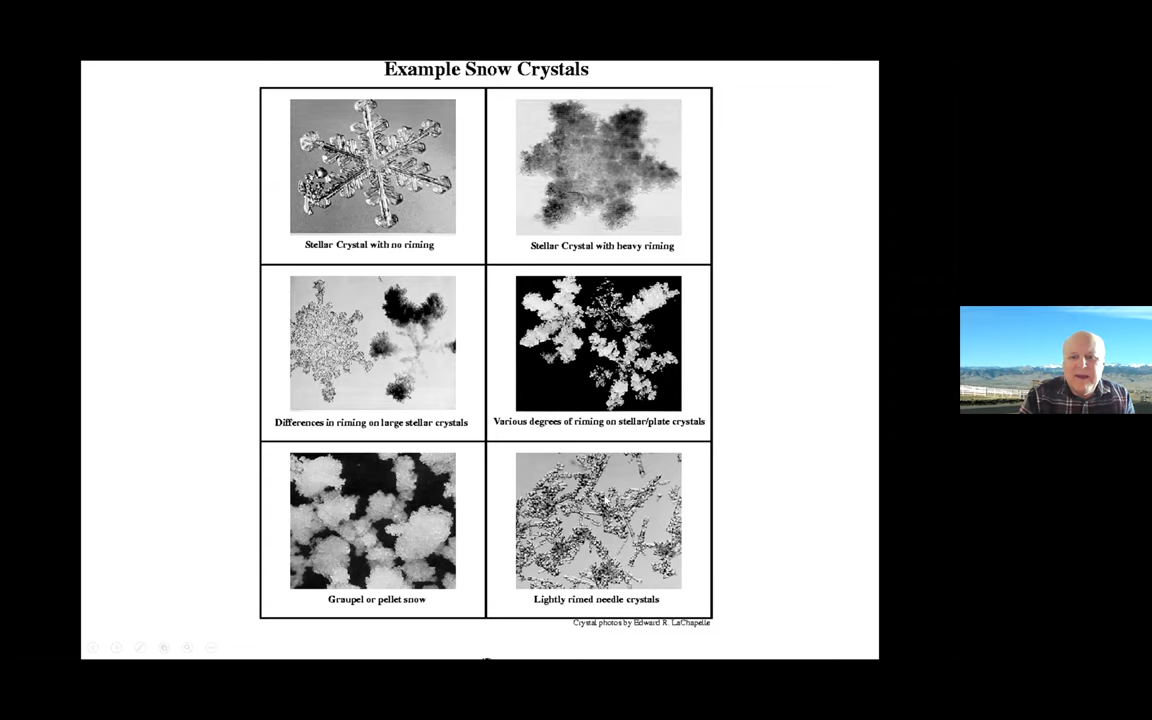 Example Snow Crystals
Stellar Crystal with no riming
Stellar Crystal with heavy riming
Differences in riming on large stellar crystals
Various degrees of riming on stellar/plate crystals
Graupel or pellet snow
Lightly rimed needle crystals
Crystal photos by Edward R. LaChapelle